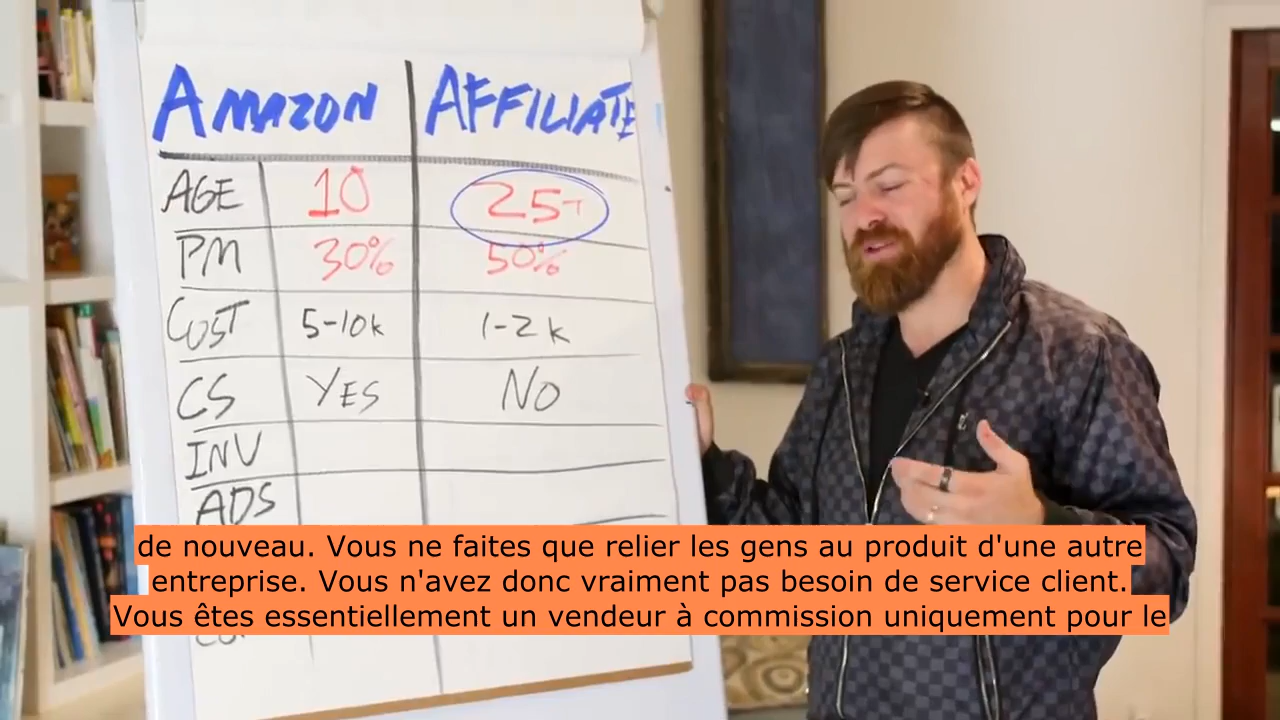 AMAZON AFFILIATE
AGE 10 25+
PM 30% 50%
COST 5-10k 1-2k
CS YES NO
INV
ADS
de nouveau. Vous ne faites que relier les gens au produit d'une autre
entreprise. Vous n'avez donc vraiment pas besoin de service client.
Vous êtes essentiellement un vendeur à commission uniquement pour le